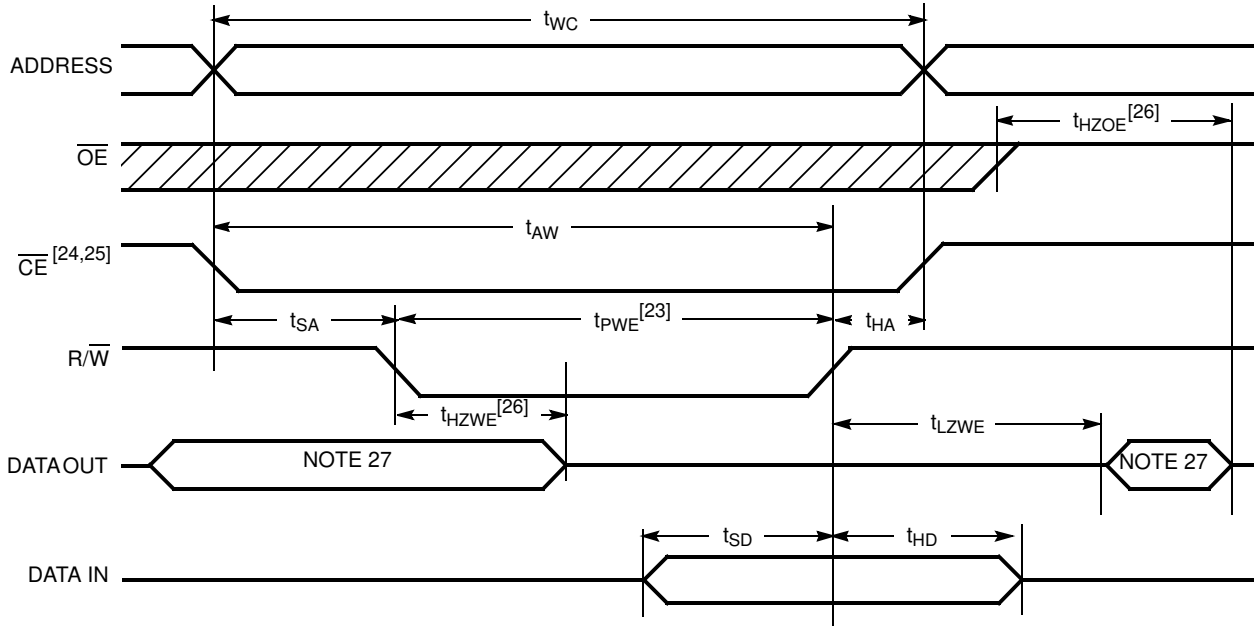 tWC
ADDRESS
tHZOE[26]
OE
tAW
CE [24,25]
tSA
tPWE[23]
tHA
R/W
tHZWE[26]
tLZWE
DATA OUT
NOTE 27
NOTE 27
tSD
tHD
DATA IN